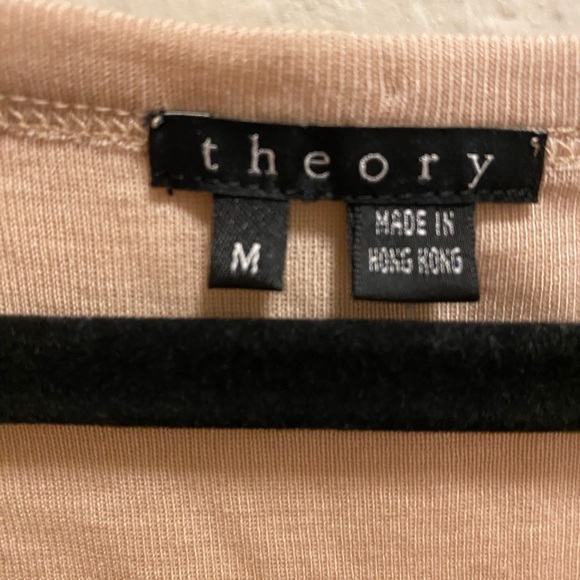 theory
M
MADE IN
HONG KONG